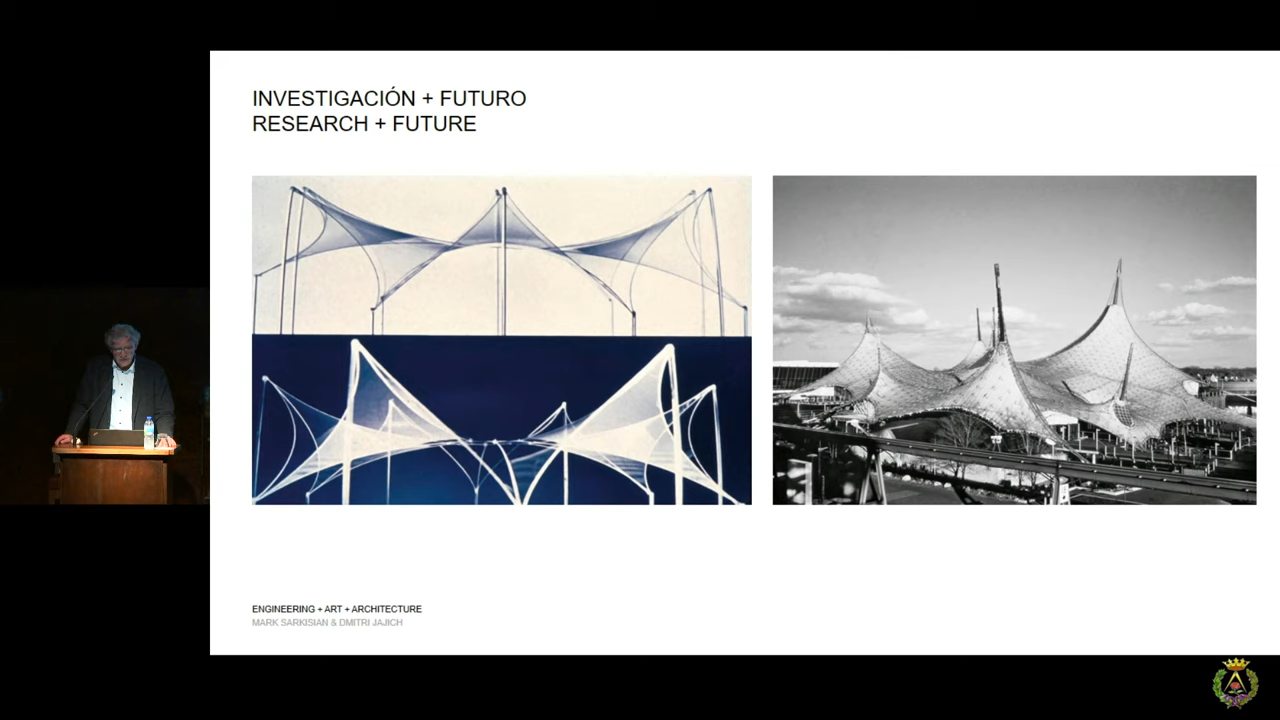 INVESTIGACIÓN + FUTURO
RESEARCH + FUTURE
ENGINEERING + ART + ARCHITECTURE
MARK SARKISIAN & DMITRI JAJICH